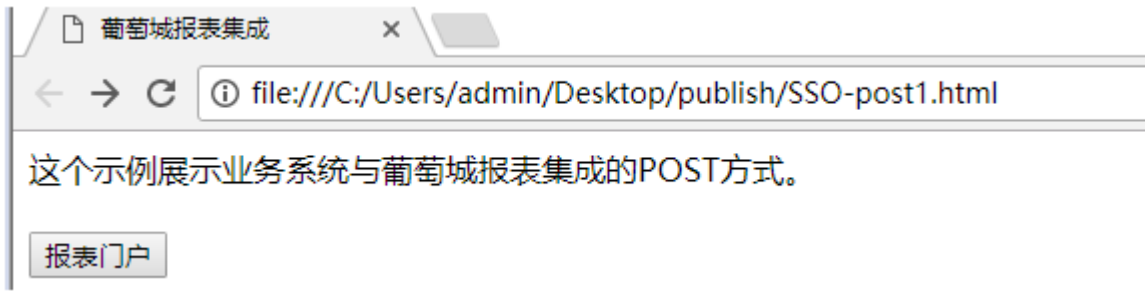 葡萄城报表集成
file:///C:/Users/admin/Desktop/publish/SSO-post1.html
这个示例展示业务系统与葡萄城报表集成的POST方式。
报表门户